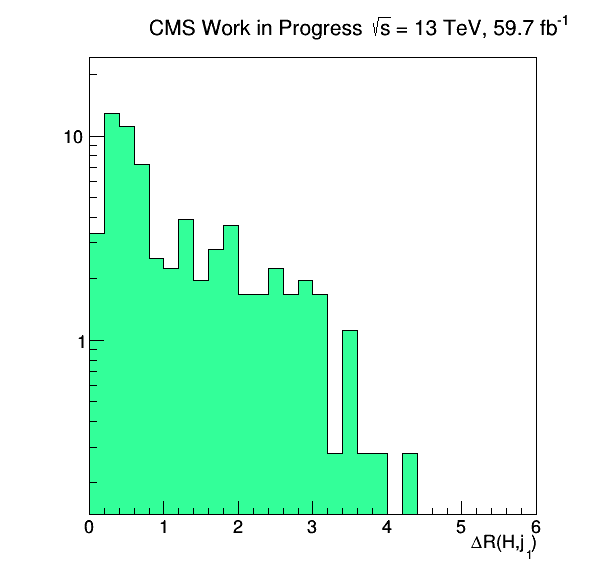 CMS Work in Progress √s = 13 TeV, 59.7 fb⁻¹
10
1
0 1 2 3 4 5 6
ΔR(H,j₁)